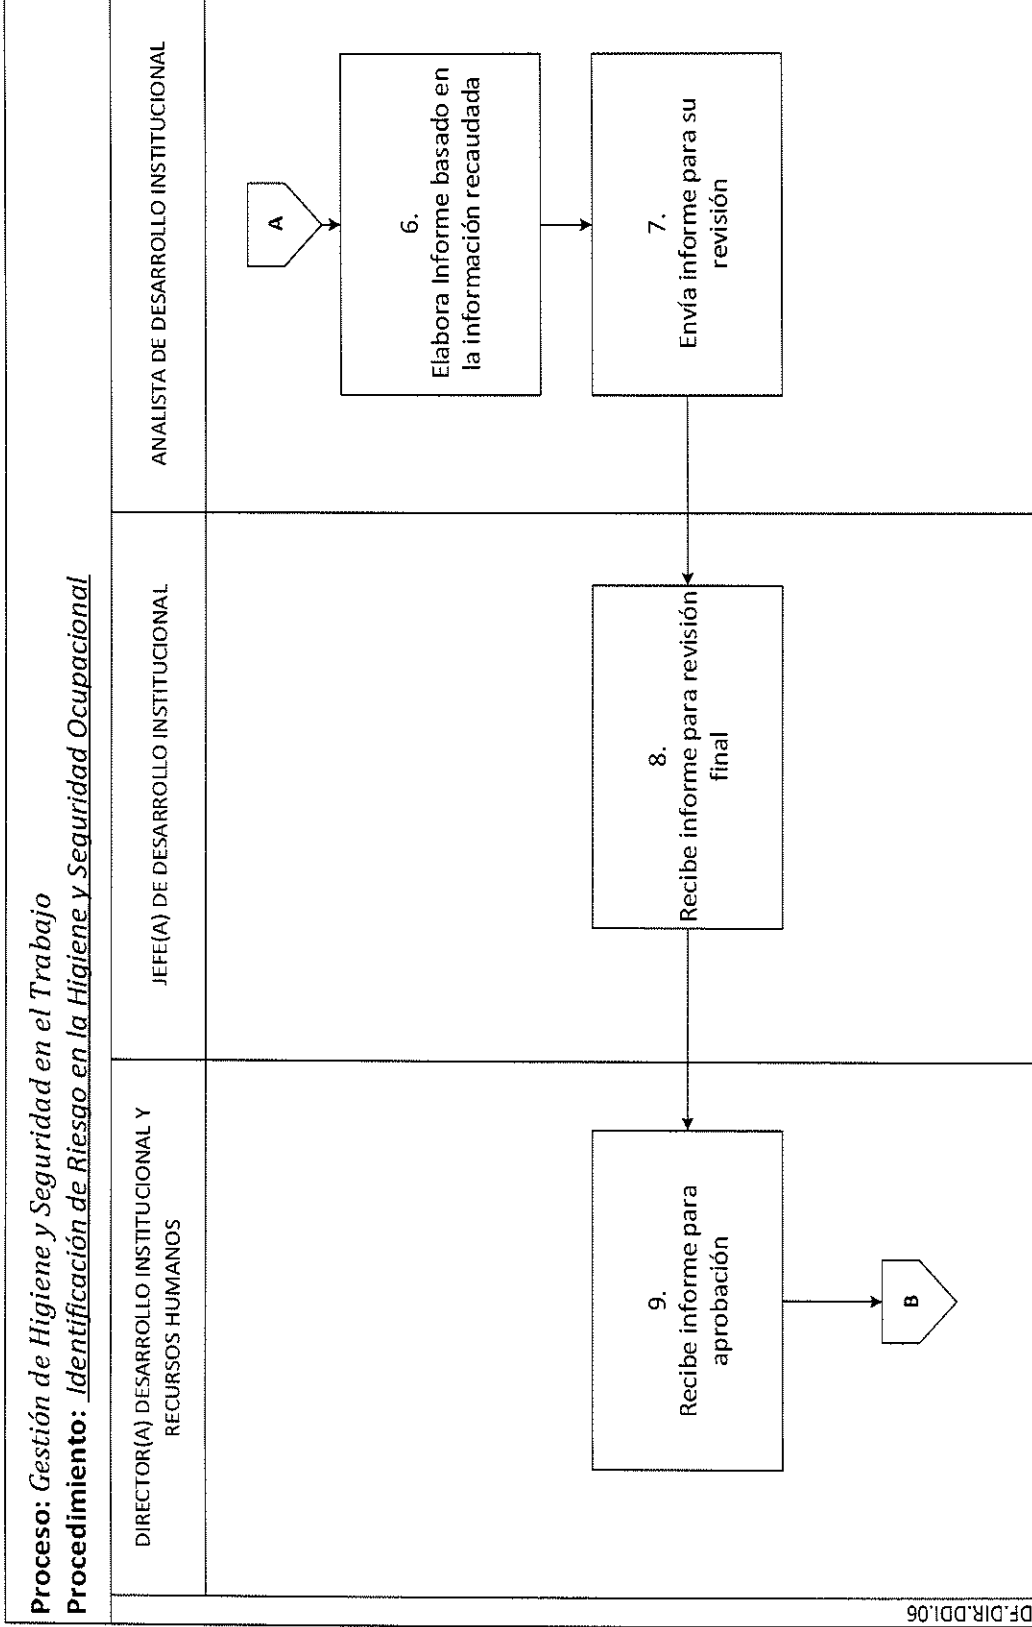 Proceso: Gestión de Higiene y Seguridad en el Trabajo
Procedimiento: Identificación de Riesgo en la Higiene y Seguridad Ocupacional
DIRECTOR(A) DESARROLLO INSTITUCIONAL Y
RECURSOS HUMANOS
JEFE(A) DE DESARROLLO INSTITUCIONAL
ANALISTA DE DESARROLLO INSTITUCIONAL
A
6.
Elabora Informe basado en
la información recaudada
7.
Envía informe para su
revisión
8.
Recibe informe para revisión
final
9.
Recibe informe para
aprobación
B
DF.DIR.DDI.06